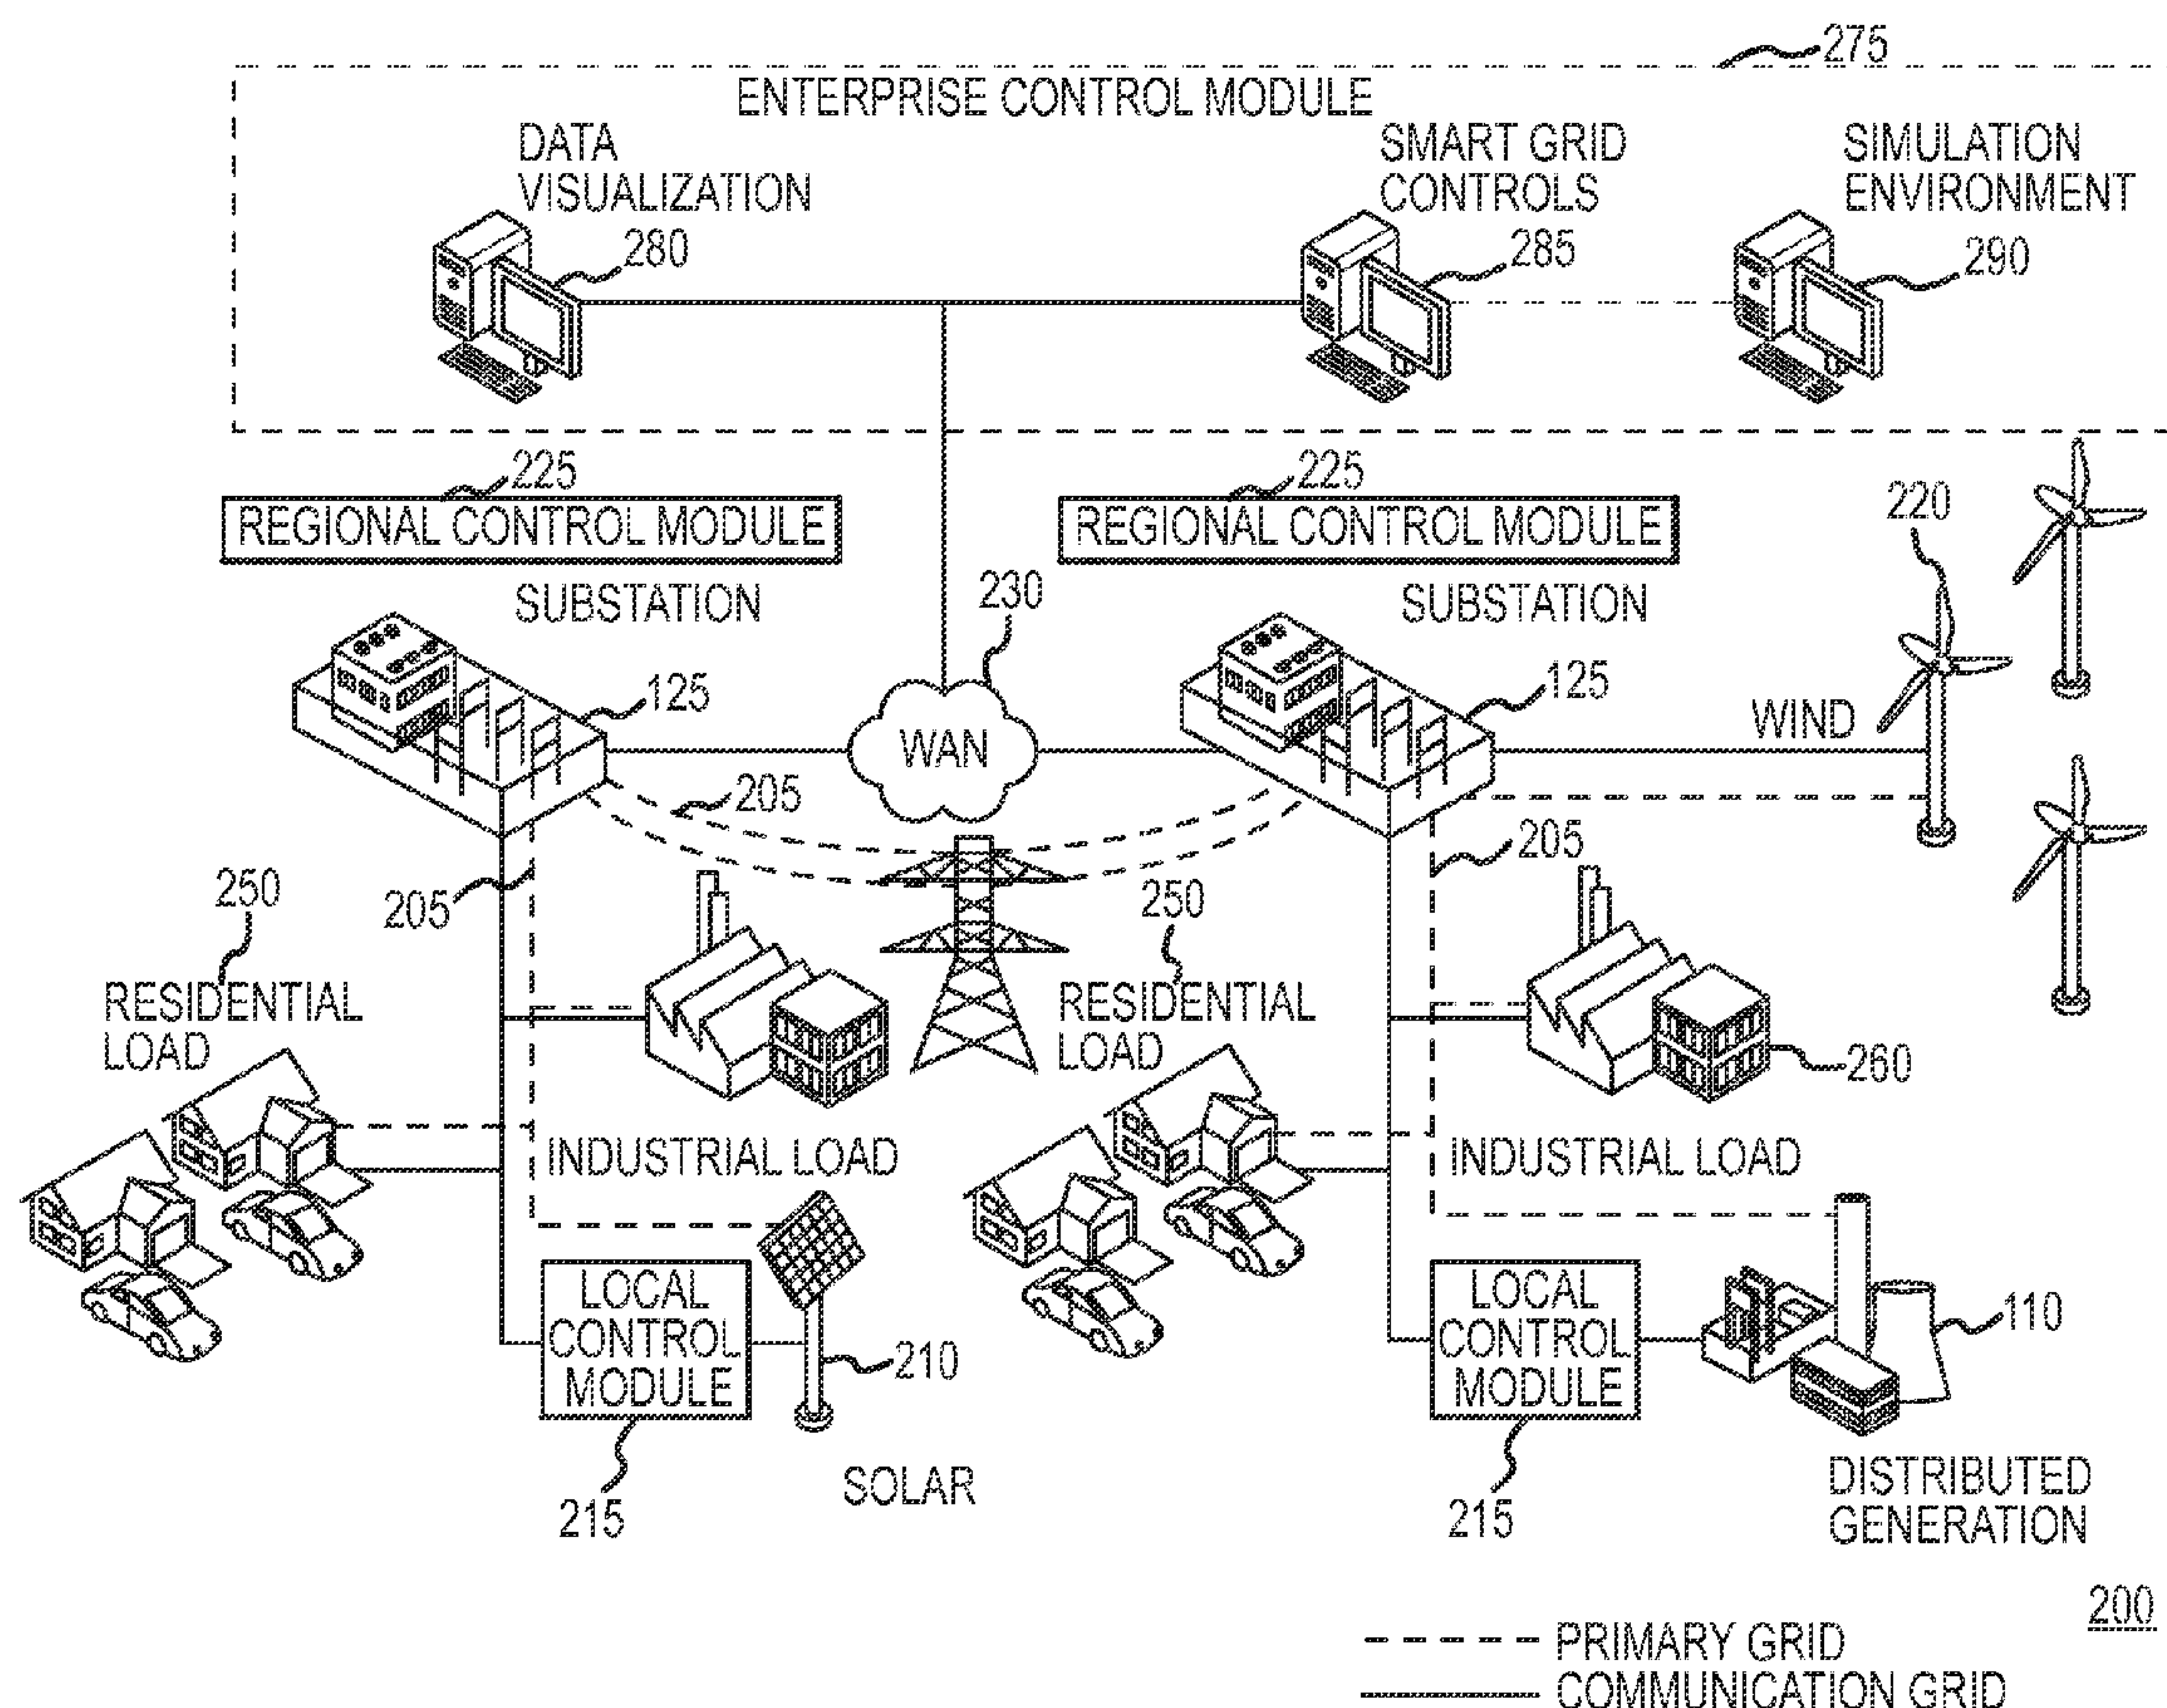 275
ENTERPRISE CONTROL MODULE
DATA
VISUALIZATION
280
SMART GRID
CONTROLS
285
SIMULATION
ENVIRONMENT
290
225
REGIONAL CONTROL MODULE
225
REGIONAL CONTROL MODULE
220
SUBSTATION
230
SUBSTATION
125
WAN
125
WIND
205
205
205
250
RESIDENTIAL
LOAD
250
RESIDENTIAL
LOAD
260
INDUSTRIAL LOAD
INDUSTRIAL LOAD
LOCAL
CONTROL
MODULE
210
215
SOLAR
LOCAL
CONTROL
MODULE
110
215
DISTRIBUTED
GENERATION
200
PRIMARY GRID
COMMUNICATION GRID